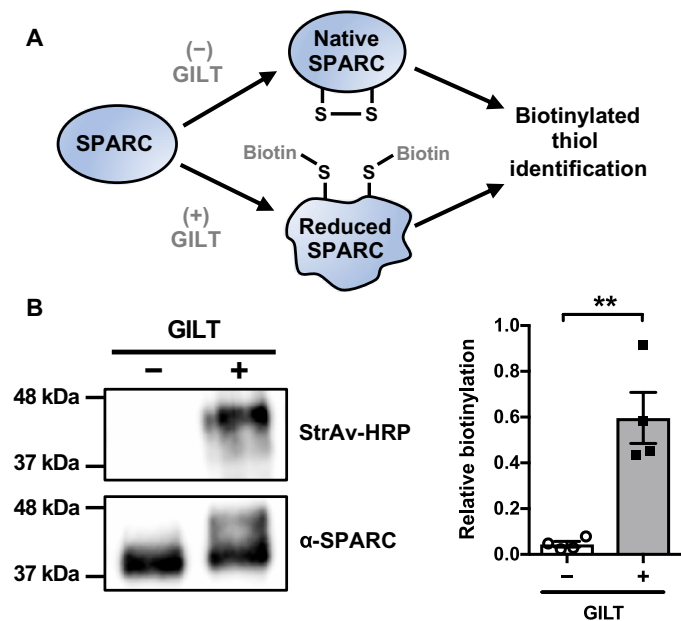 A
(−)
GILT
Native
SPARC
S
S
SPARC
Biotinylated
thiol
identification
Biotin
Biotin
S
S
(+)
GILT
Reduced
SPARC
B
GILT
− +
48 kDa
37 kDa
StrAv-HRP
48 kDa
37 kDa
α-SPARC
**
Relative biotinylation
1.0
0.8
0.6
0.4
0.2
0.0
− +
GILT